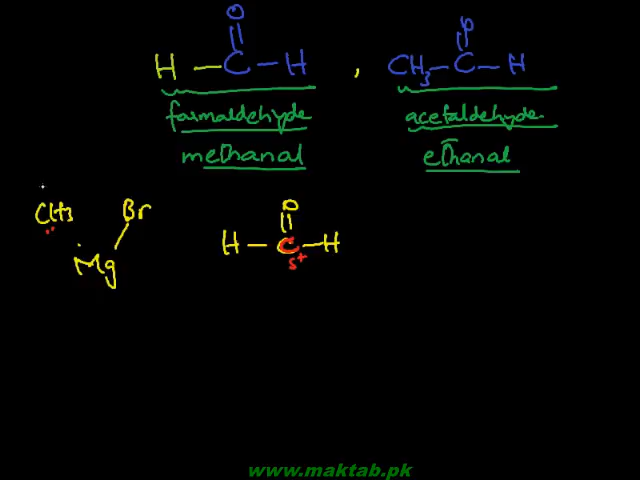 O O
H — C — H , CH3 — C — H
formaldehyde acetaldehyde
methanal ethanal
CH3 Br O
H — C — H
Mg δ+
www.maktab.pk